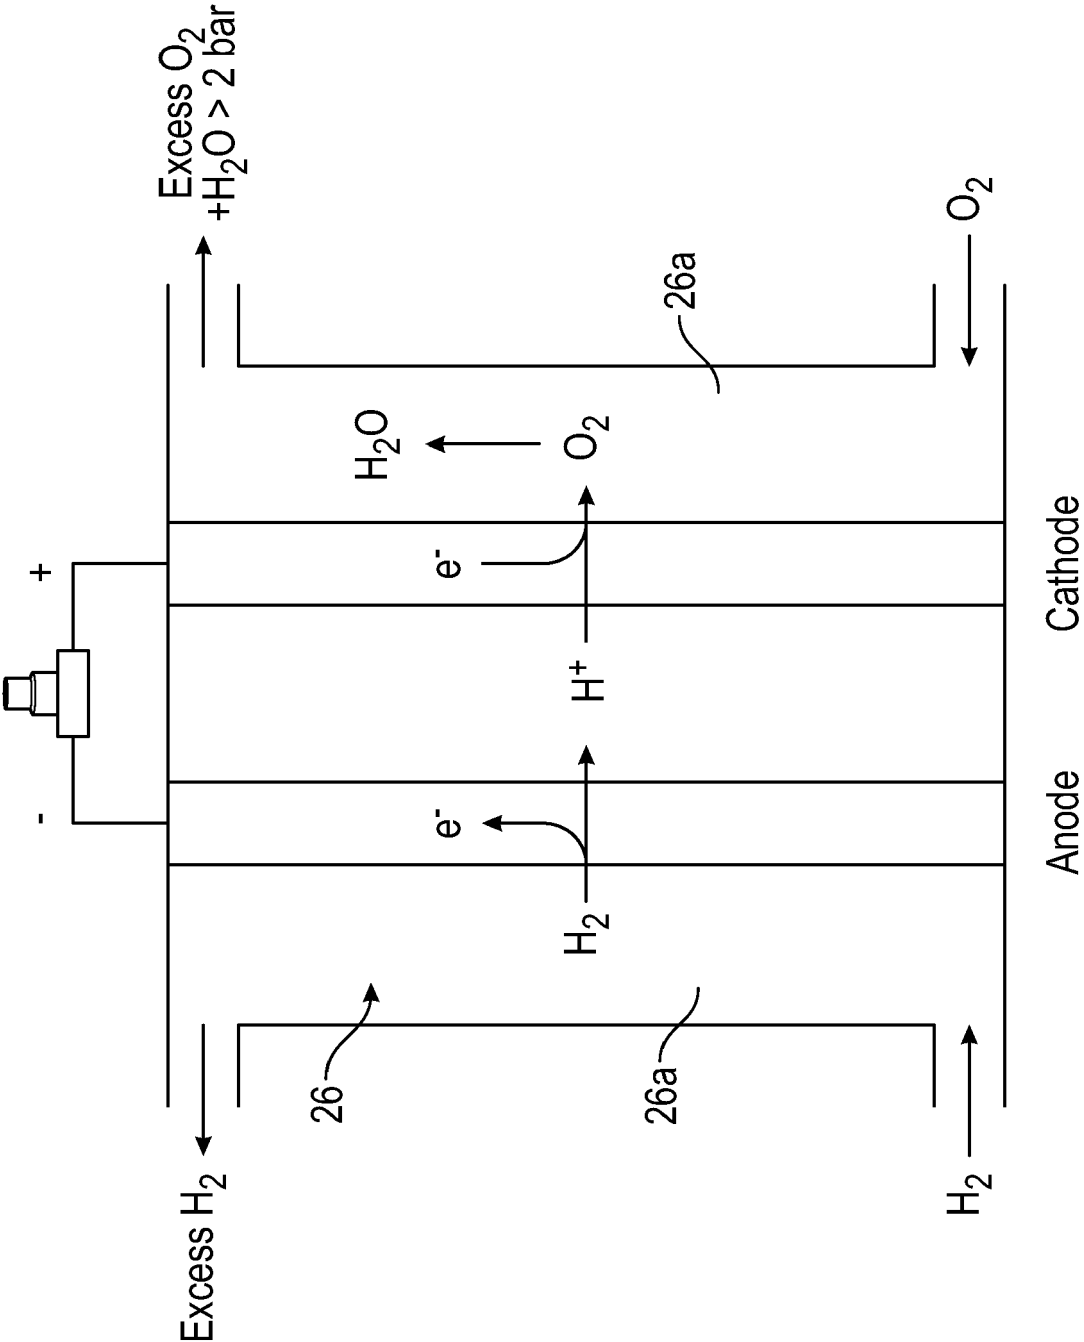 - +
Excess H₂
Excess O₂
+H₂O > 2 bar
26
H₂O
e⁻ e⁻
H₂ H⁺ O₂
26a 26a
H₂ O₂
Anode Cathode